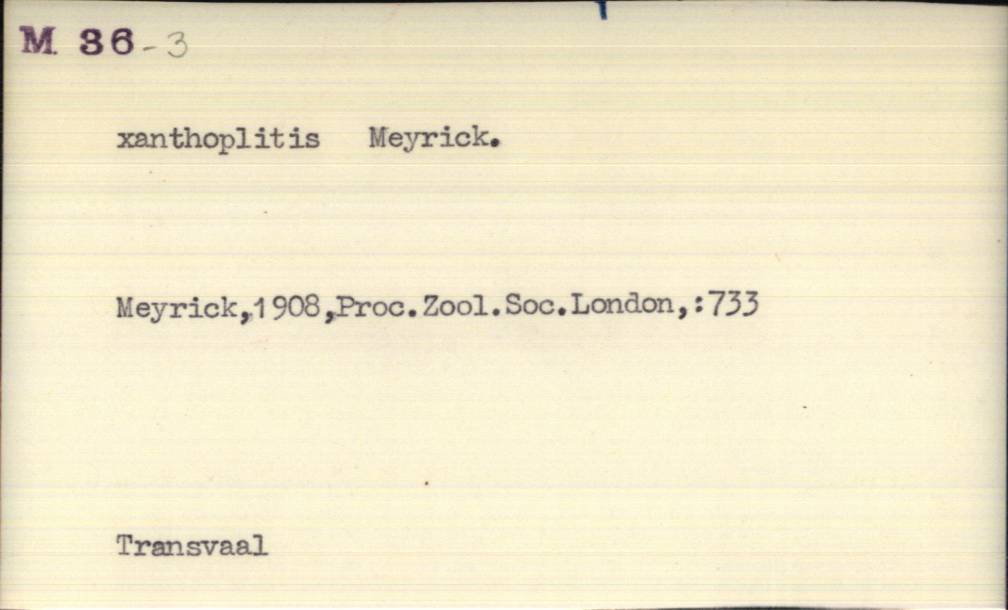 M 36-3
xanthoplitis Meyrick.
Meyrick,1908,Proc.Zool.Soc.London,:733
Transvaal